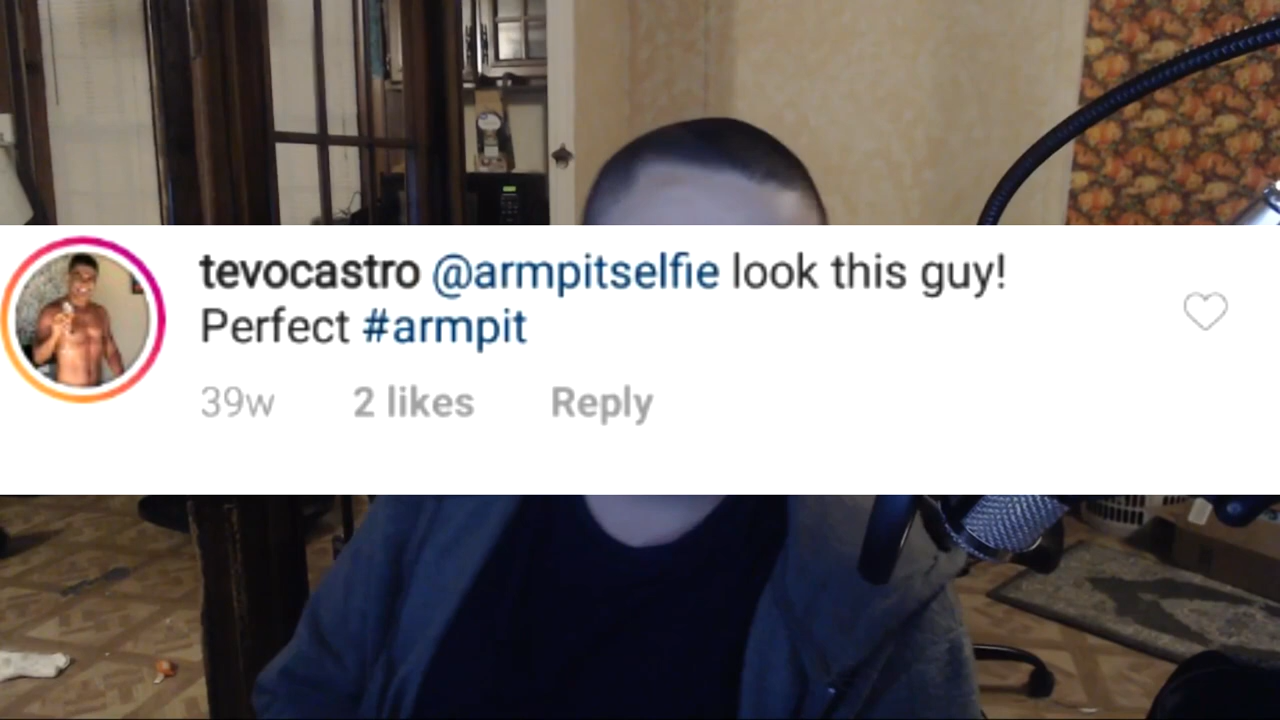 tevocastro @armpitselfie look this guy!
Perfect #armpit
39w 2 likes Reply